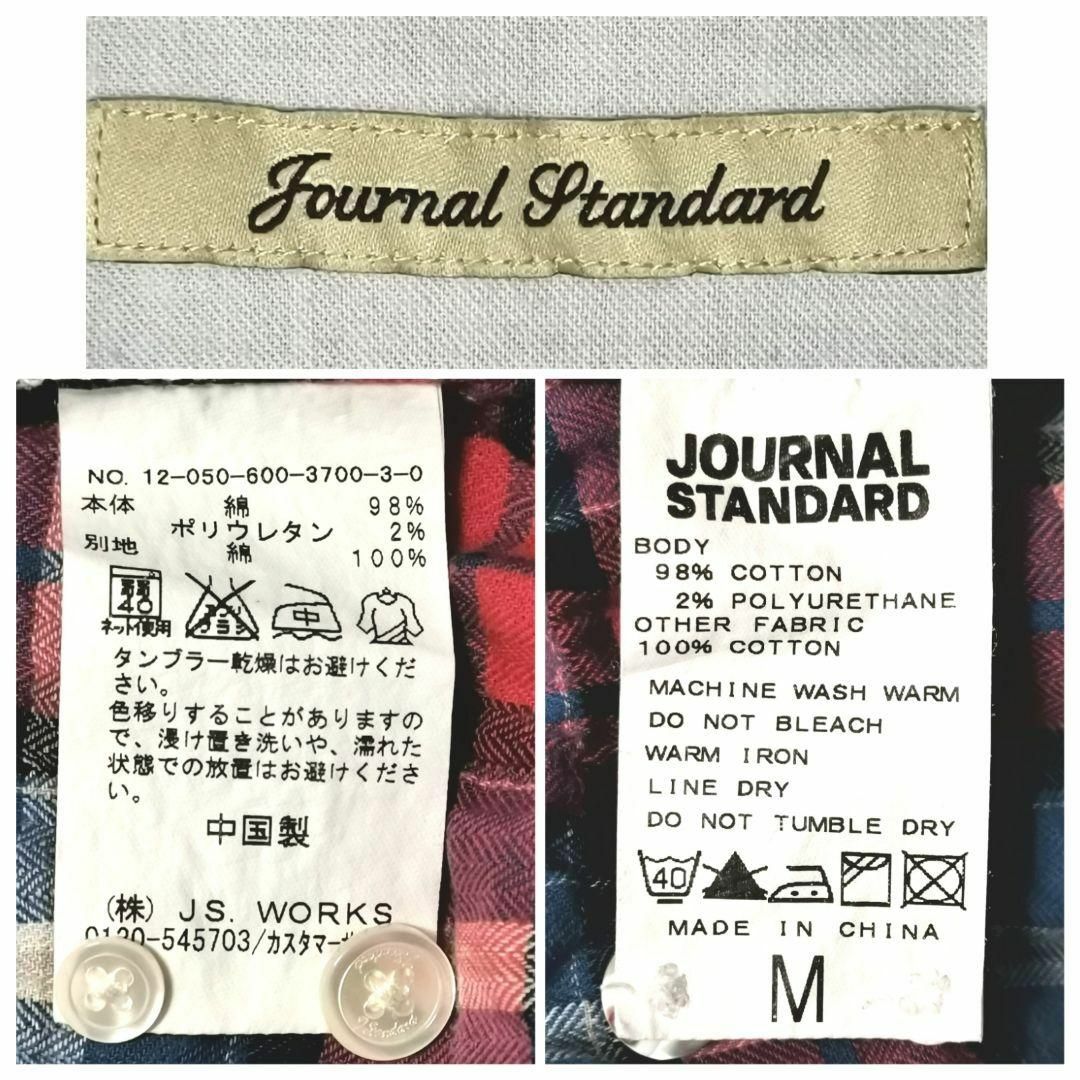 Journal Standard
NO. 12-050-600-3700-3-0
本体 綿 98%
ポリウレタン 2%
別地 綿 100%
40
ネット使用
中
タンブラー乾燥はお避けくだ
さい。
色移りすることがありますの
で、浸け置き洗いや、濡れた
状態での放置はお避けくださ
い。
中国製
(株) J.S. WORKS
0120-545703/カスタマー
JOURNAL
STANDARD
BODY
98% COTTON
2% POLYURETHANE
OTHER FABRIC
100% COTTON
MACHINE WASH WARM
DO NOT BLEACH
WARM IRON
LINE DRY
DO NOT TUMBLE DRY
40
MADE IN CHINA
M